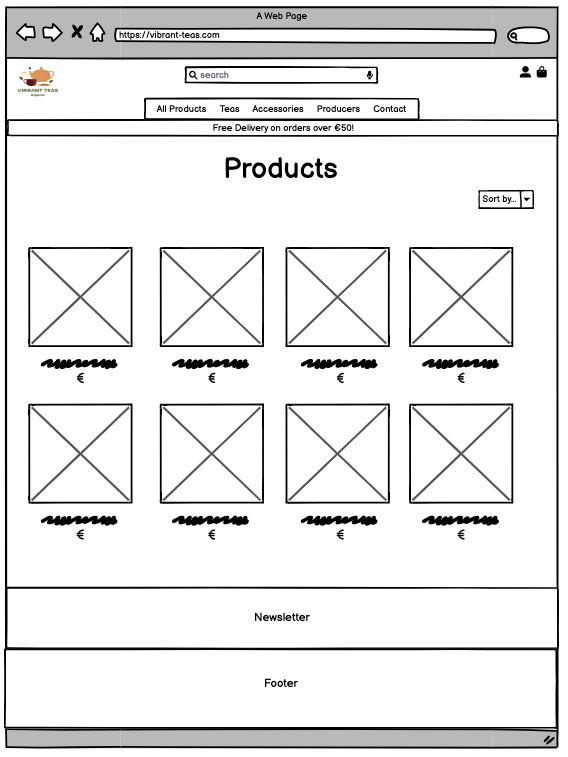 A Web Page
https://vibrant-teas.com
VIBRANT TEAS
organic
search
All Products Teas Accessories Producers Contact
Free Delivery on orders over €50!
Products
Sort by...
€ € € €
€ € € €
Newsletter
Footer